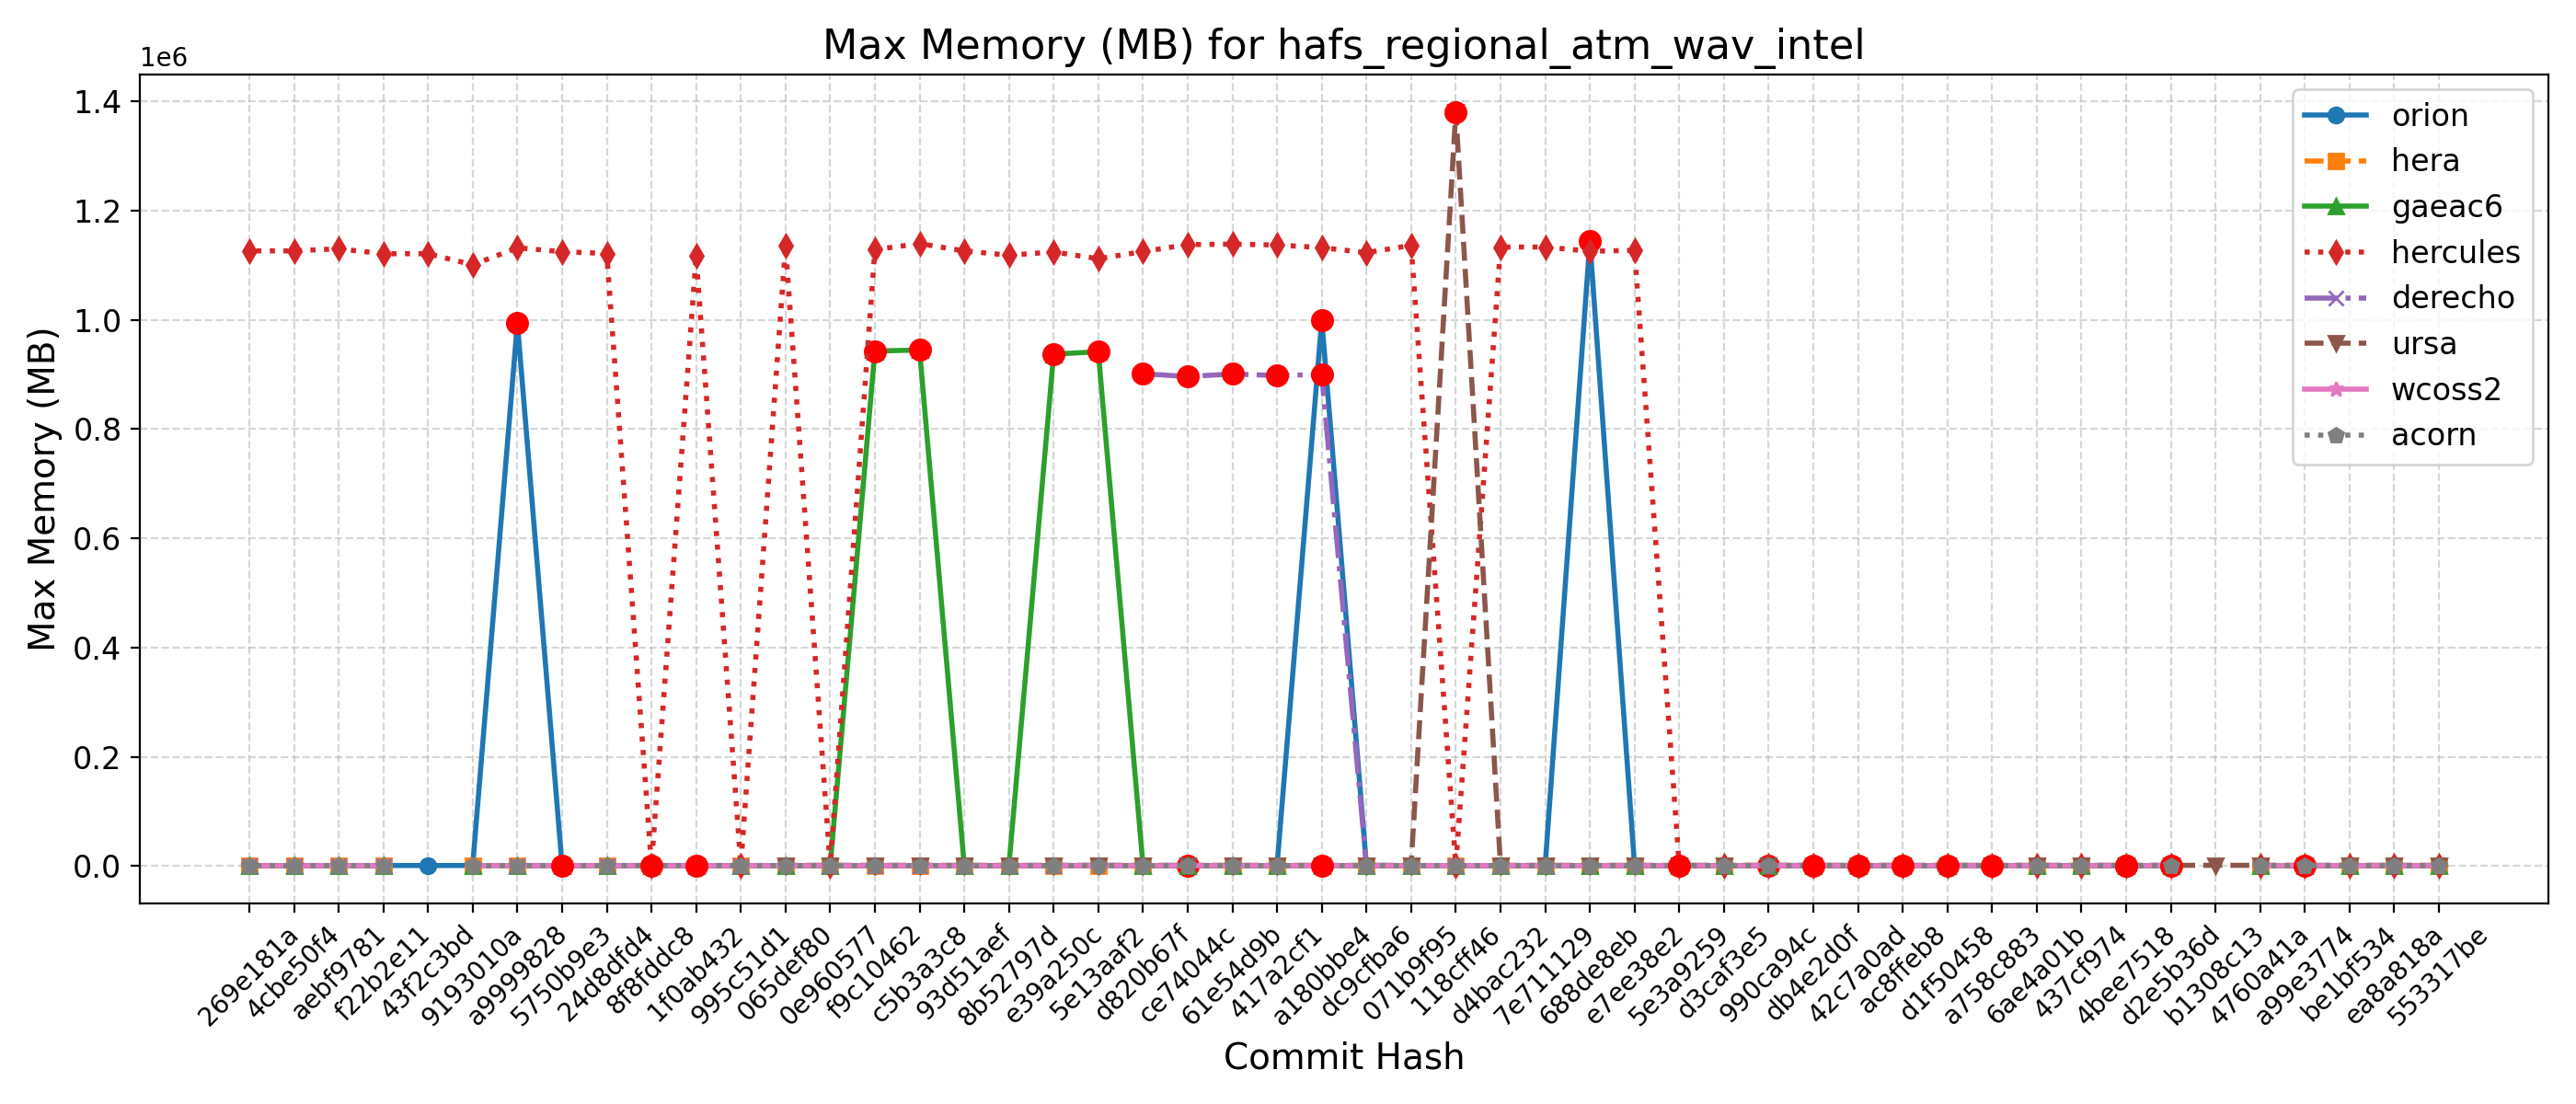 Max Memory (MB) for hafs_regional_atm_wav_intel
1e6
1.4
1.2
1.0
0.8
0.6
0.4
0.2
0.0
Max Memory (MB)
orion
hera
gaeac6
hercules
derecho
ursa
wcoss2
acorn
269e181a
4cbe50f4
aebf9781
f22b2e11
43f2c3bd
9193010a
a9999828
5750b9e3
24d8dfd4
8f8fddc8
1f0ab432
995c51d1
065def80
0e960577
f9c10462
c5b3a3c8
93d51aef
8b52797d
e39a250c
5e13aaf2
d820b67f
ce74044c
61e54d9b
417a2cf1
a180bbe4
dc9cfba6
071b9f95
118cff46
d4bac232
7e711129
688de8eb
e7ee38e2
5e3a9259
d3caf3e5
990ca94c
db4e2d0f
42c7a0ad
ac8ffeb8
d1f50458
a758c883
6ae4a01b
437cf974
4bee7518
d2e5b36d
b1308c13
4760a41a
a99e3774
be1bf534
ea8a818a
553317be
Commit Hash